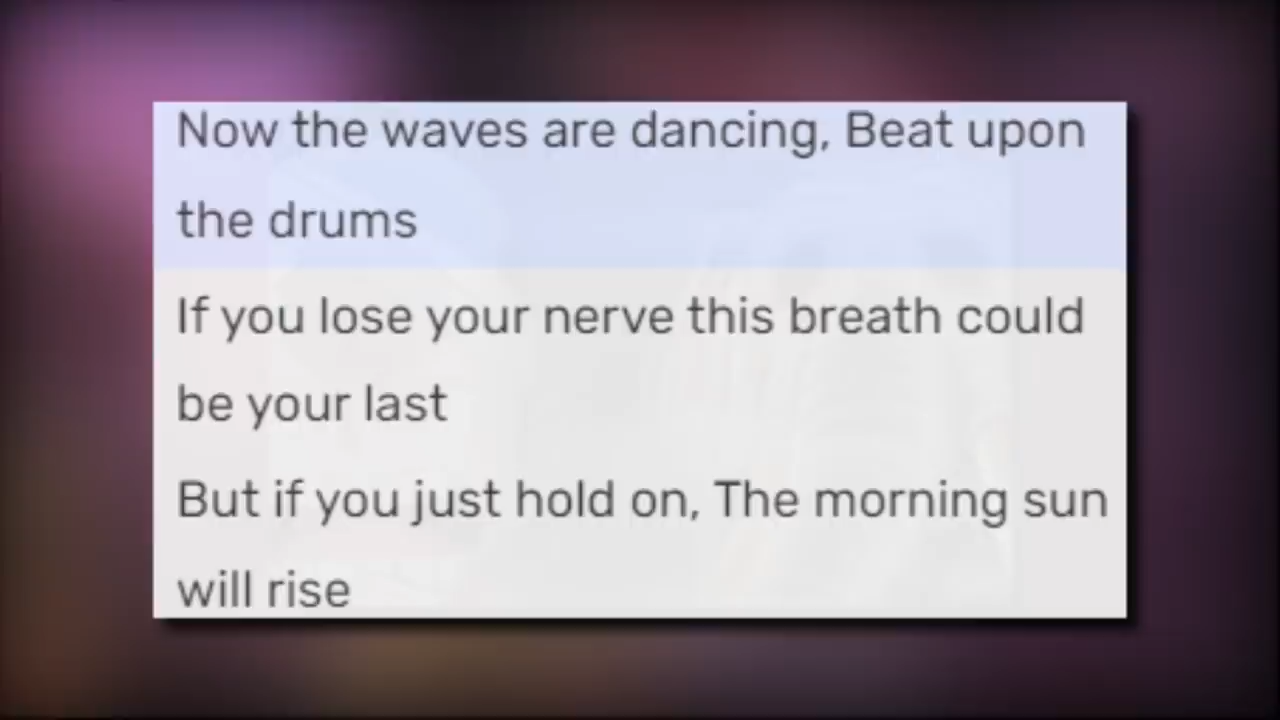 Now the waves are dancing, Beat upon
the drums
If you lose your nerve this breath could
be your last
But if you just hold on, The morning sun
will rise